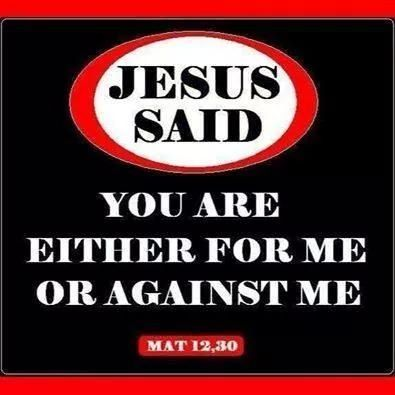 JESUS
SAID
YOU ARE
EITHER FOR ME
OR AGAINST ME
MAT 12,30